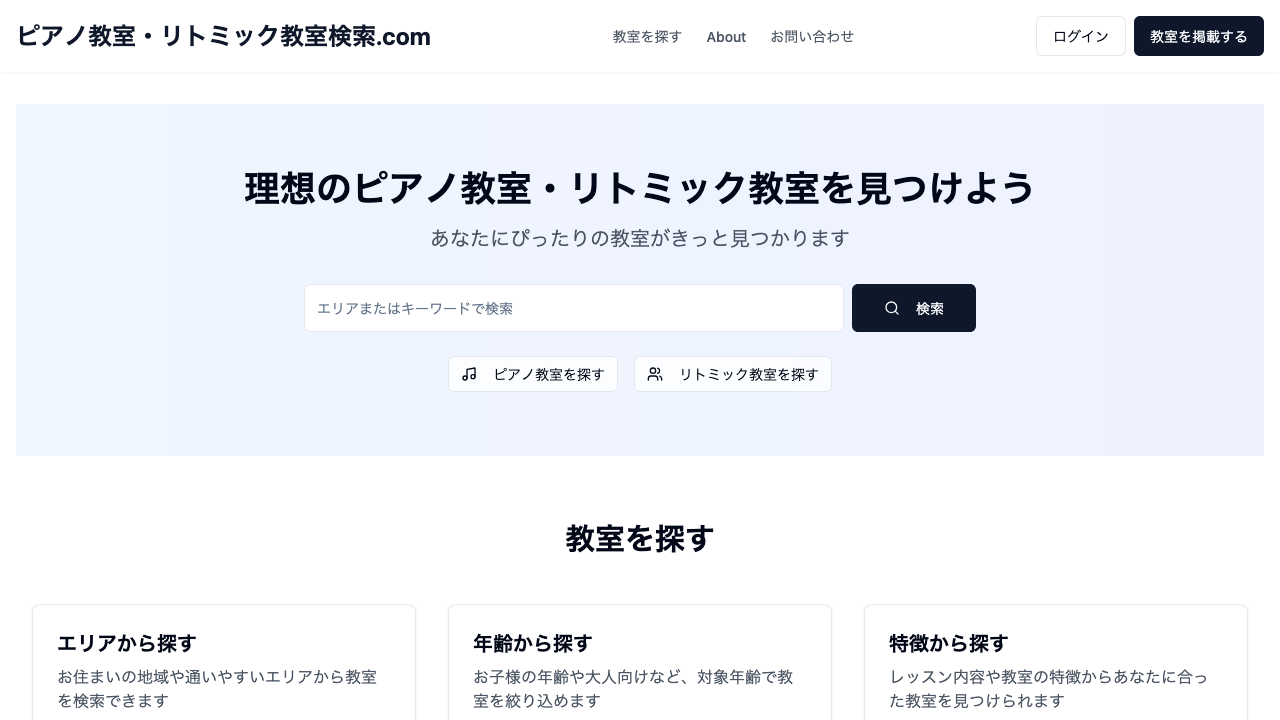 ピアノ教室・リトミック教室検索.com
教室を探す
About
お問い合わせ
ログイン
教室を掲載する
理想のピアノ教室・リトミック教室を見つけよう
あなたにぴったりの教室がきっと見つかります
エリアまたはキーワードで検索
検索
ピアノ教室を探す
リトミック教室を探す
教室を探す
エリアから探す
お住まいの地域や通いやすいエリアから教室
を検索できます
年齢から探す
お子様の年齢や大人向けなど、対象年齢で教
室を絞り込めます
特徴から探す
レッスン内容や教室の特徴からあなたに合っ
た教室を見つけられます